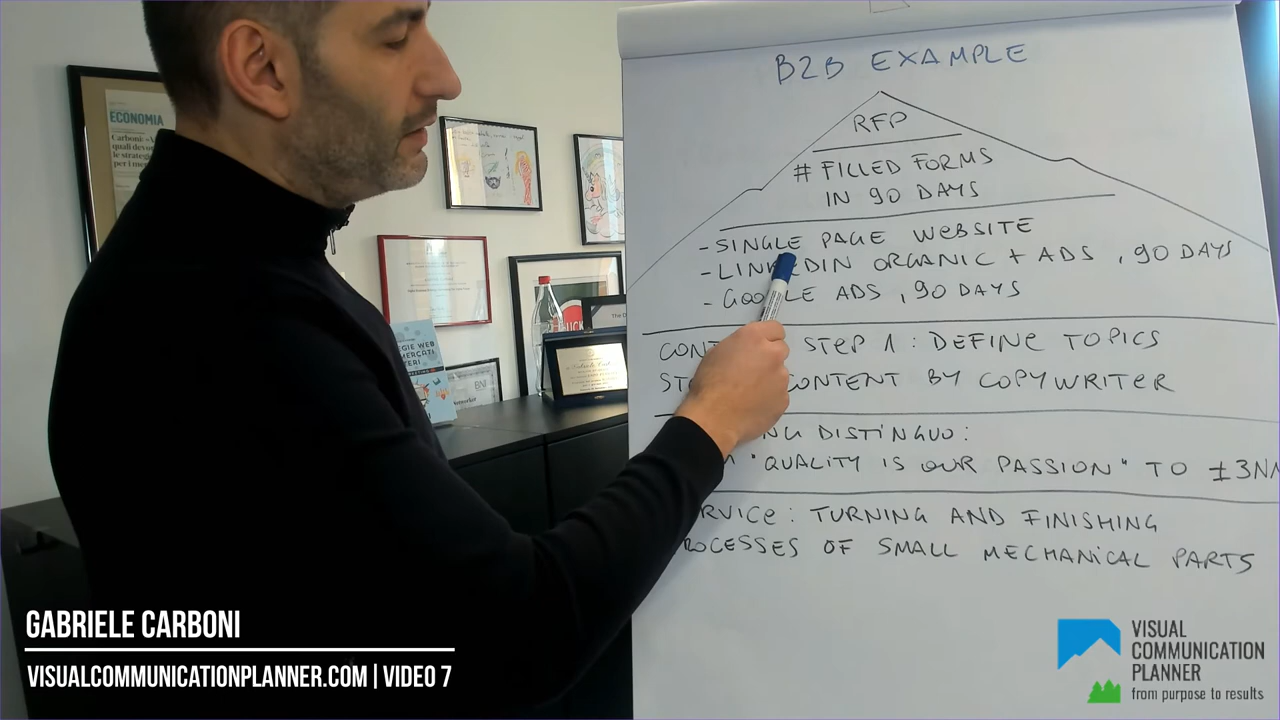 ECONOMIA
B2B EXAMPLE
RFP
# FILLED FORMS
IN 90 DAYS
- SINGLE PAGE WEBSITE
- LINKEDIN ORGANIC + ADS , 90 DAYS
- GOOGLE ADS , 90 DAYS
STEP 1 : DEFINE TOPICS
CONTENT BY COPYWRITER
DISTINGUO :
"QUALITY IS OUR PASSION" TO ±3N
: TURNING AND FINISHING
OF SMALL MECHANICAL PARTS
BNI
GABRIELE CARBONI
VISUALCOMMUNICATIONPLANNER.COM | VIDEO 7
VISUAL
COMMUNICATION
PLANNER
from purpose to results